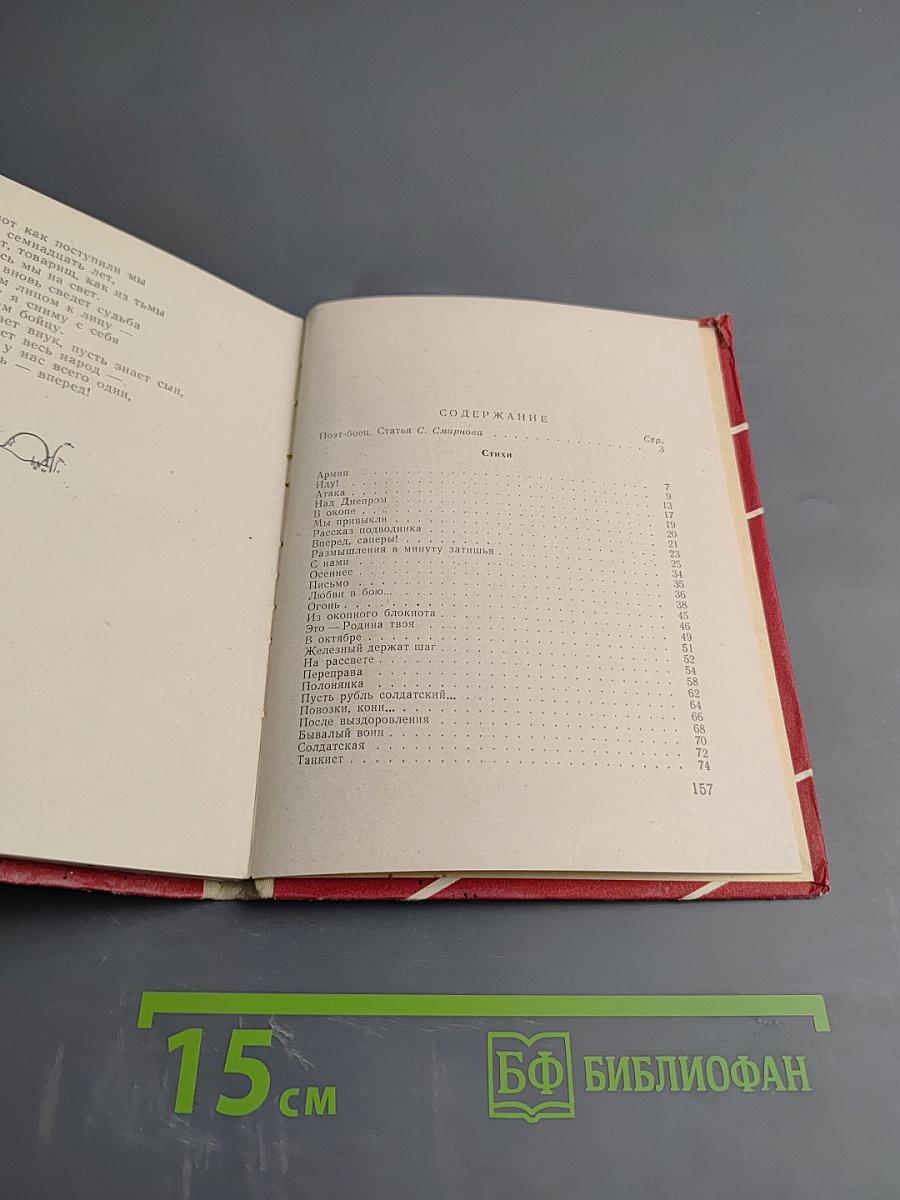 вот как поступили мы
семнадцать лет.
т, товарищ, как из тьмы
сь мы на свет.
вновь сведет судьба
м лицом к лицу —
я сниму с себя
м бойцу.
ает внук, пусть знает сын,
ет весь народ —
у нас всего один,
ь — вперед!
СОДЕРЖАНИЕ
Стр.
Поэт-боец. Статья С. Смирнова . . . 3
Стихи
Армии . . . 7
Иду! . . . 9
Атака . . . 13
Над Днепром . . . 17
В окопе . . . 19
Мы привыкли . . . 20
Рассказ подводника . . . 21
Вперед, саперы! . . . 23
Размышления в минуту затишья . . . 25
С нами . . . 34
Осеннее . . . 35
Письмо . . . 36
Любви в бою... . . . 38
Огонь . . . 45
Из окопного блокнота . . . 46
Это — Родина твоя . . . 49
В октябре . . . 51
Железный держат шаг . . . 52
На рассвете . . . 54
Переправа . . . 58
Полонянка . . . 62
Пусть рубль солдатский... . . . 64
Повозки, кони... . . . 66
После выздоровления . . . 68
Бывалый воин . . . 70
Солдатская . . . 72
Танкист . . . 74
157
15 см
БФ БИБЛИОФАН